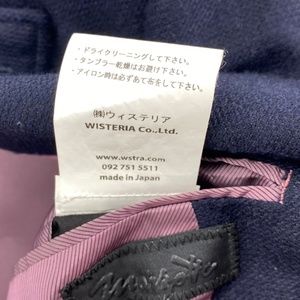 ・ドライクリーニングして下さい。
・タンブラー乾燥はお避け下さい。
・アイロン時は必ずあて布をして下さい。
㈱ウィステリア
WISTERIA Co.,Ltd.
www.wstra.com
092 751 5511
made in Japan